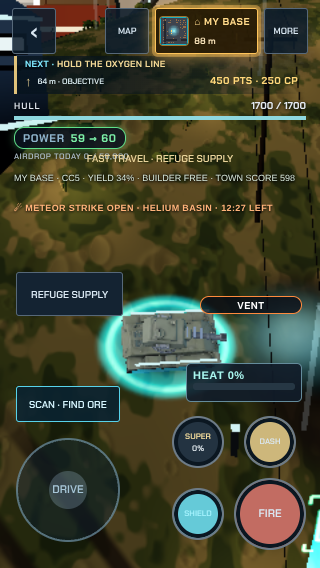 ‹
MAP
⌂ MY BASE
88 m
MORE
NEXT · HOLD THE OXYGEN LINE
↑ 64 m · OBJECTIVE
450 PTS · 250 CP
HULL
1700 / 1700
POWER 59 → 60
AIRDROP TODAY
FAST TRAVEL · REFUGE SUPPLY
MY BASE · CC5 · YIELD 34% · BUILDER FREE · TOWN SCORE 598
☄ METEOR STRIKE OPEN · HELIUM BASIN · 12:27 LEFT
REFUGE SUPPLY
VENT
HEAT 0%
SCAN · FIND ORE
SUPER
0%
DASH
DRIVE
SHIELD
FIRE